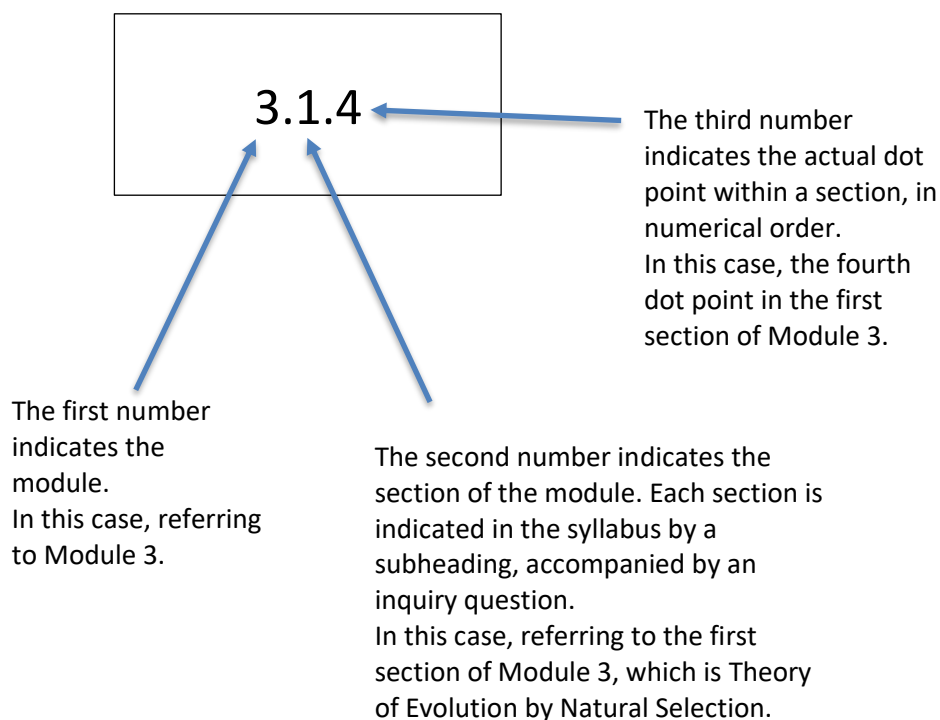 3.1.4
The third number
indicates the actual dot
point within a section, in
numerical order.
In this case, the fourth
dot point in the first
section of Module 3.
The first number
indicates the
module.
In this case, referring
to Module 3.
The second number indicates the
section of the module. Each section is
indicated in the syllabus by a
subheading, accompanied by an
inquiry question.
In this case, referring to the first
section of Module 3, which is Theory
of Evolution by Natural Selection.